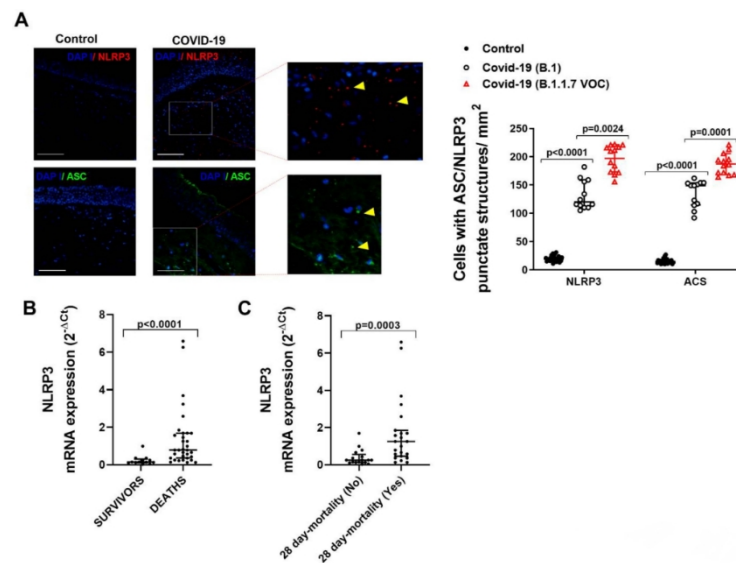 A
Control
COVID-19
DAPI/ NLRP3
DAPI/ NLRP3
DAPI/ ASC
DAPI/ ASC
Control
Covid-19 (B.1)
Covid-19 (B.1.1.7 VOC)
Cells with ASC/NLRP3
punctate structures/ mm²
250
200
150
100
50
0
p<0.0001
p=0.0024
p<0.0001
p=0.0001
NLRP3
ACS
B
NLRP3
mRNA expression (2^-ΔCt)
8
6
4
2
0
p<0.0001
SURVIVORS
DEATHS
C
NLRP3
mRNA expression (2^-ΔCt)
8
6
4
2
0
p=0.0003
28 day-mortality (No)
28 day-mortality (Yes)